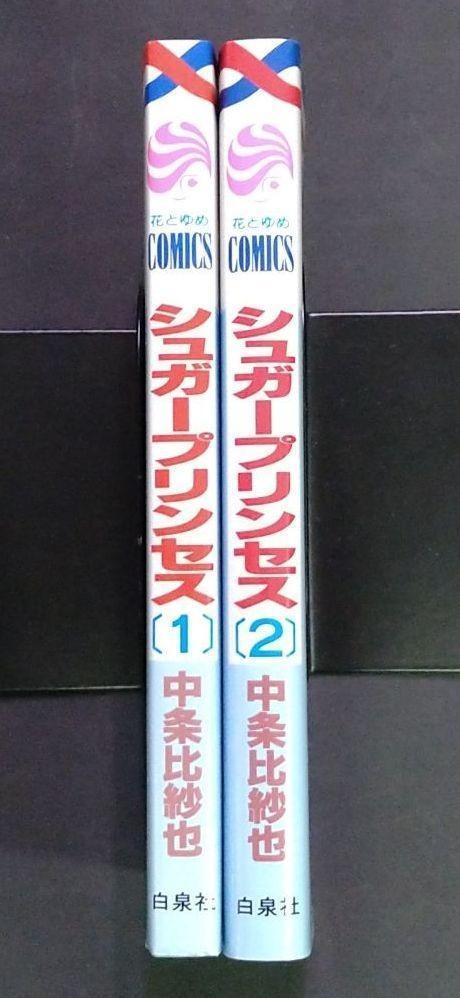 花とゆめ
COMICS
シュガープリンセス
〔1〕
中条比紗也
白泉社
花とゆめ
COMICS
シュガープリンセス
〔2〕
中条比紗也
白泉社